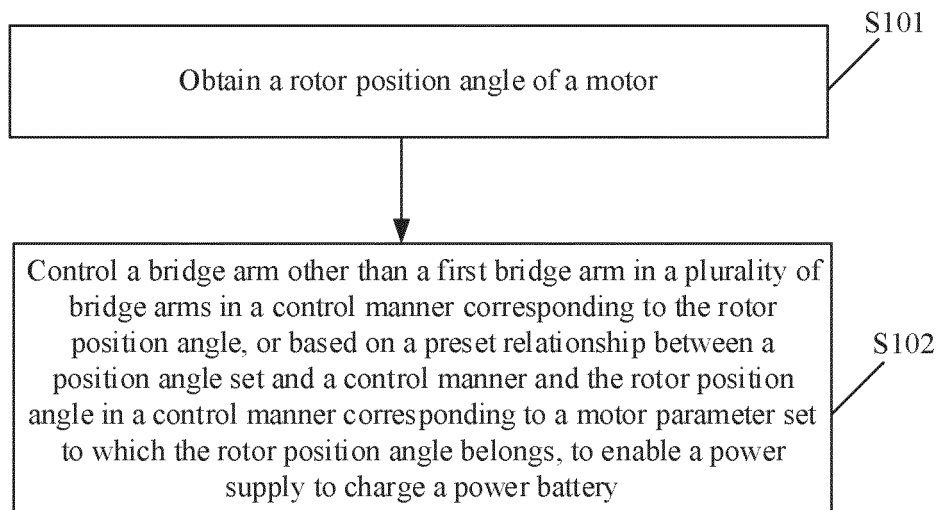 S101
Obtain a rotor position angle of a motor
Control a bridge arm other than a first bridge arm in a plurality of
bridge arms in a control manner corresponding to the rotor
position angle, or based on a preset relationship between a
position angle set and a control manner and the rotor position
angle in a control manner corresponding to a motor parameter set
to which the rotor position angle belongs, to enable a power
supply to charge a power battery
S102